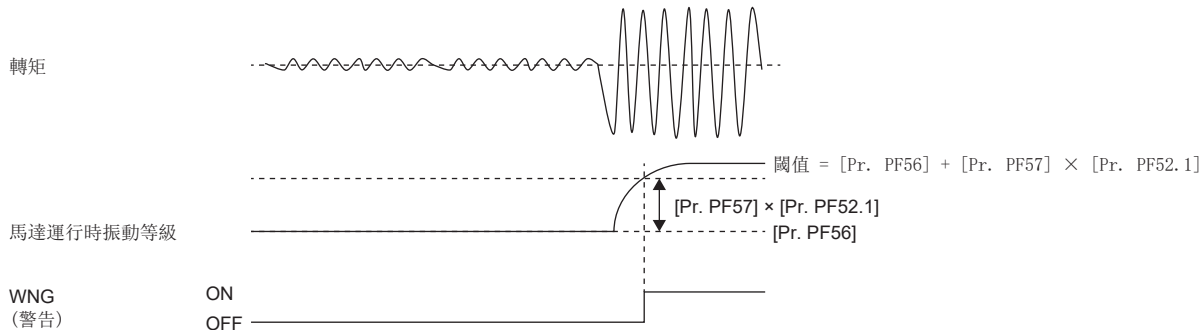 轉矩
閾值 = [Pr. PF56] + [Pr. PF57] × [Pr. PF52.1]
[Pr. PF57] × [Pr. PF52.1]
馬達運行時振動等級
[Pr. PF56]
WNG
(警告)
ON
OFF